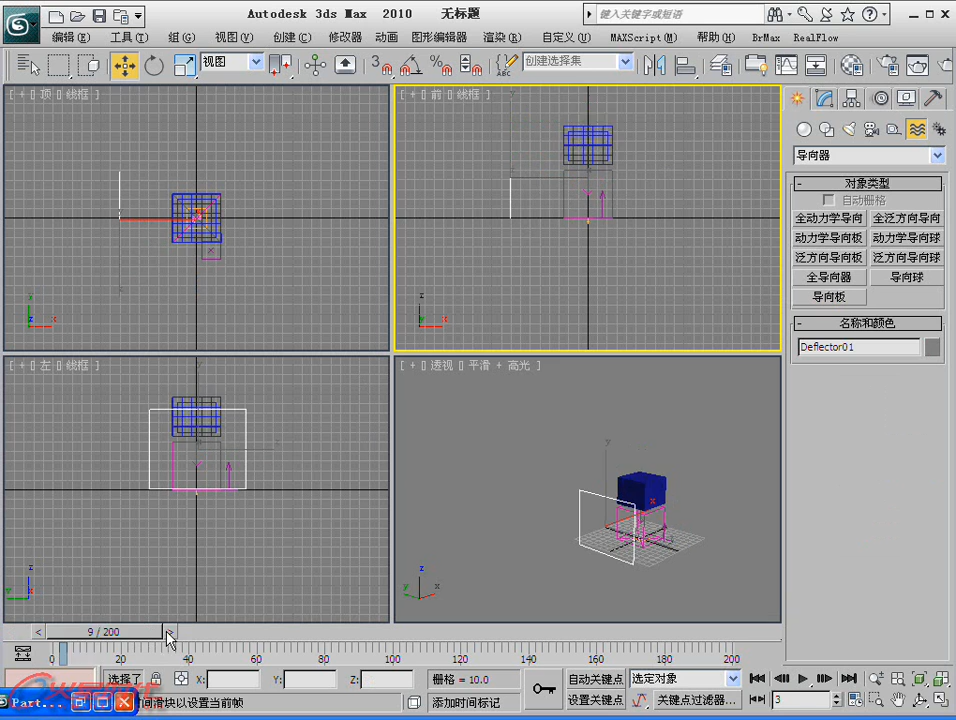 Autodesk 3ds Max 2010 无标题
键入关键字或短语
编辑(E) 工具(T) 组(G) 视图(V) 创建(C) 修改器 动画 图形编辑器 渲染(R) 自定义(U) MAXScript(M) 帮助(H) BrMax RealFlow
视图 3 % ABC 创建选择集
[ + [] 顶 [] 线框 ]
[ + [] 前 [] 线框 ]
[ + [] 左 [] 线框 ]
[ + [] 透视 [] 平滑 + 高光 ]
导向器
- 对象类型
自动栅格
全动力学导向 全泛方向导向
动力学导向板 动力学导向球
泛方向导向板 泛方向导向球
全导向器 导向球
导向板
- 名称和颜色
Deflector01
< 9 / 200 >
0 20 40 60 80 100 120 140 160 180 200
选择了 X: Y: Z: 栅格 = 10.0 自动关键点 选定对象
Part... 间滑块以设置当前帧 添加时间标记 设置关键点 关键点过滤器... 3